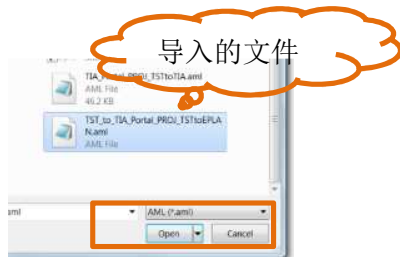 导入的文件
TIA_Portal_PROJ_TSTtoTIA.aml
AML File
46.2 KB
TST_to_TIA_Portal_PROJ_TSTtoEPLA
N.aml
AML File
aml
AML (*.aml)
Open
Cancel